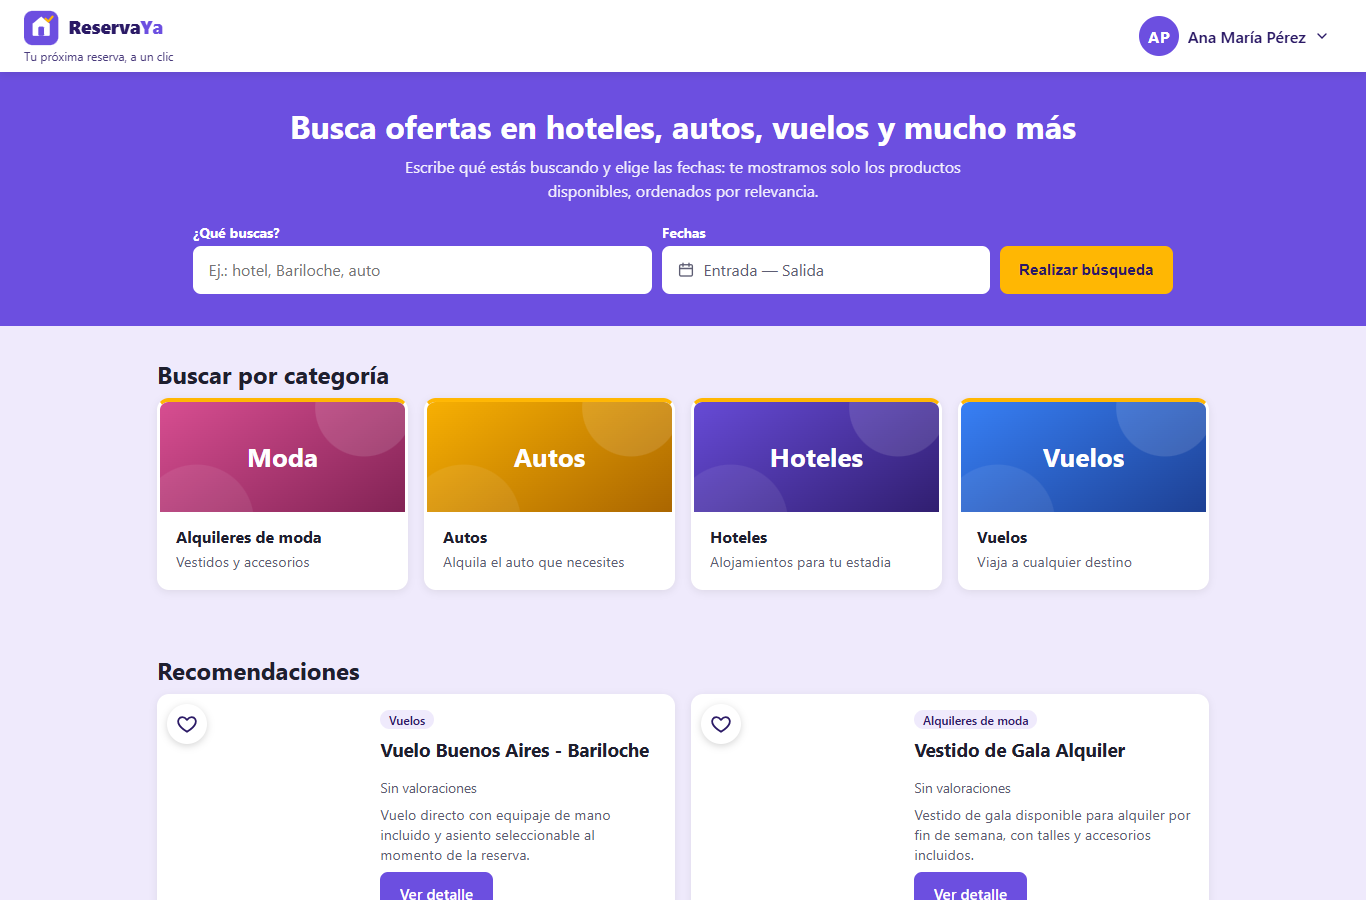 ReservaYa
Tu próxima reserva, a un clic
AP
Ana María Pérez
Busca ofertas en hoteles, autos, vuelos y mucho más
Escribe qué estás buscando y elige las fechas: te mostramos solo los productos
disponibles, ordenados por relevancia.
¿Qué buscas?
Fechas
Ej.: hotel, Bariloche, auto
Entrada — Salida
Realizar búsqueda
Buscar por categoría
Moda
Autos
Hoteles
Vuelos
Alquileres de moda
Vestidos y accesorios
Autos
Alquila el auto que necesites
Hoteles
Alojamientos para tu estadia
Vuelos
Viaja a cualquier destino
Recomendaciones
Vuelos
Vuelo Buenos Aires - Bariloche
Sin valoraciones
Vuelo directo con equipaje de mano
incluido y asiento seleccionable al
momento de la reserva.
Ver detalle
Alquileres de moda
Vestido de Gala Alquiler
Sin valoraciones
Vestido de gala disponible para alquiler por
fin de semana, con talles y accesorios
incluidos.
Ver detalle